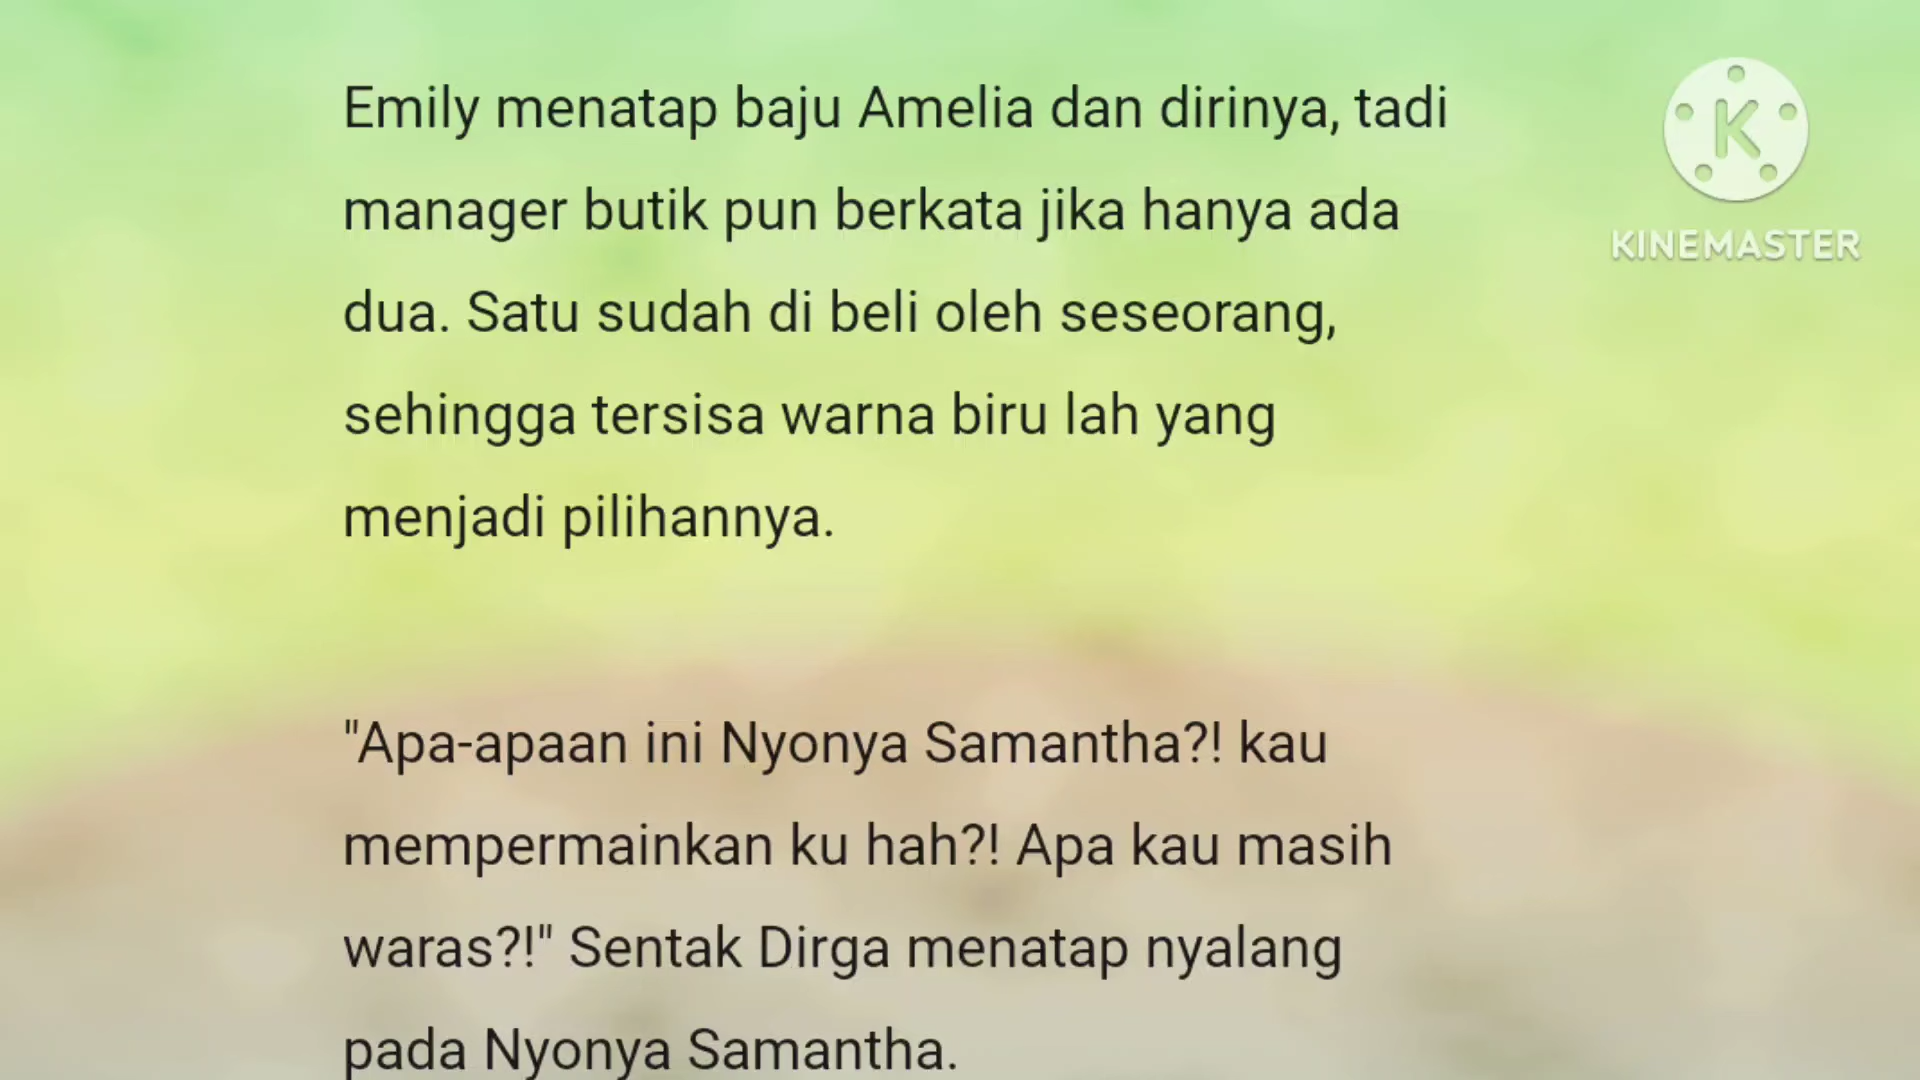 Emily menatap baju Amelia dan dirinya, tadi
manager butik pun berkata jika hanya ada
dua. Satu sudah di beli oleh seseorang,
sehingga tersisa warna biru lah yang
menjadi pilihannya.
"Apa-apaan ini Nyonya Samantha?! kau
mempermainkan ku hah?! Apa kau masih
waras?!" Sentak Dirga menatap nyalang
pada Nyonya Samantha.
K
KINEMASTER